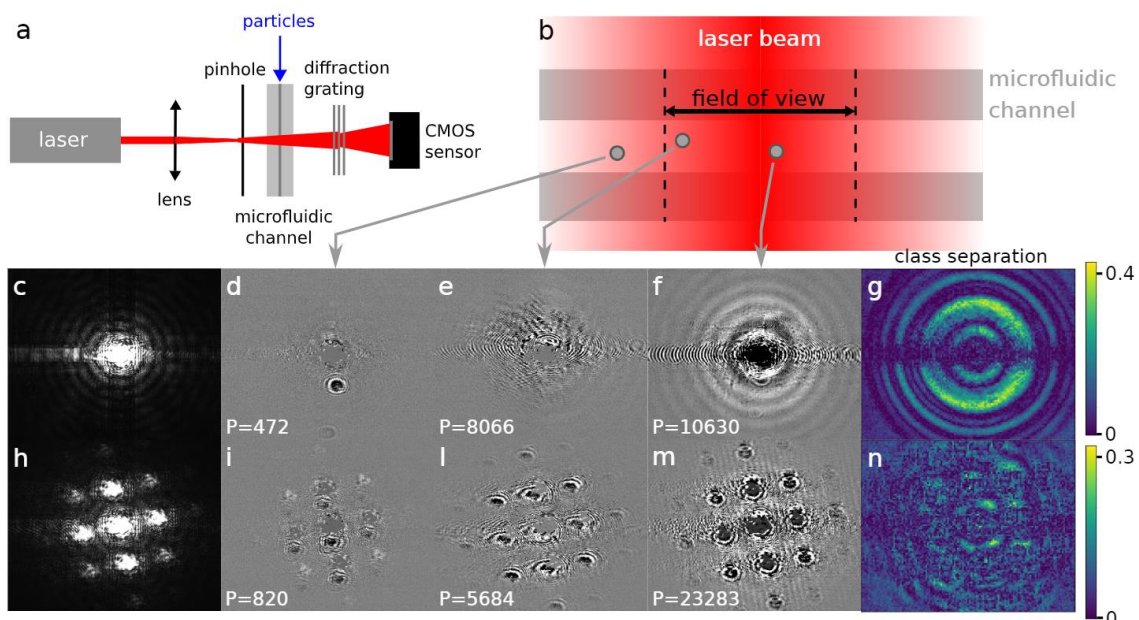 a
particles
pinhole
diffraction
grating
laser
CMOS
sensor
lens
microfluidic
channel
b
laser beam
microfluidic
channel
field of view
class separation
c
d
P=472
e
P=8066
f
P=10630
g
0.4
0
h
i
P=820
l
P=5684
m
P=23283
n
0.3
0